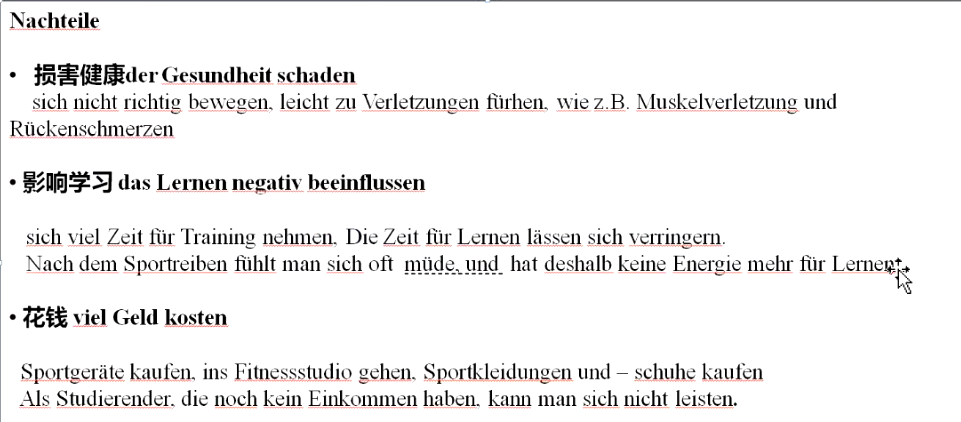 Nachteile
• 损害健康der Gesundheit schaden
sich nicht richtig bewegen, leicht zu Verletzungen fürhen, wie z.B. Muskelverletzung und
Rückenschmerzen
• 影响学习 das Lernen negativ beeinflussen
sich viel Zeit für Training nehmen, Die Zeit für Lernen lässen sich verringern.
Nach dem Sportreiben fühlt man sich oft müde, und hat deshalb keine Energie mehr für Lernen
• 花钱 viel Geld kosten
Sportgeräte kaufen, ins Fitnessstudio gehen, Sportkleidungen und – schuhe kaufen
Als Studierender, die noch kein Einkommen haben, kann man sich nicht leisten.